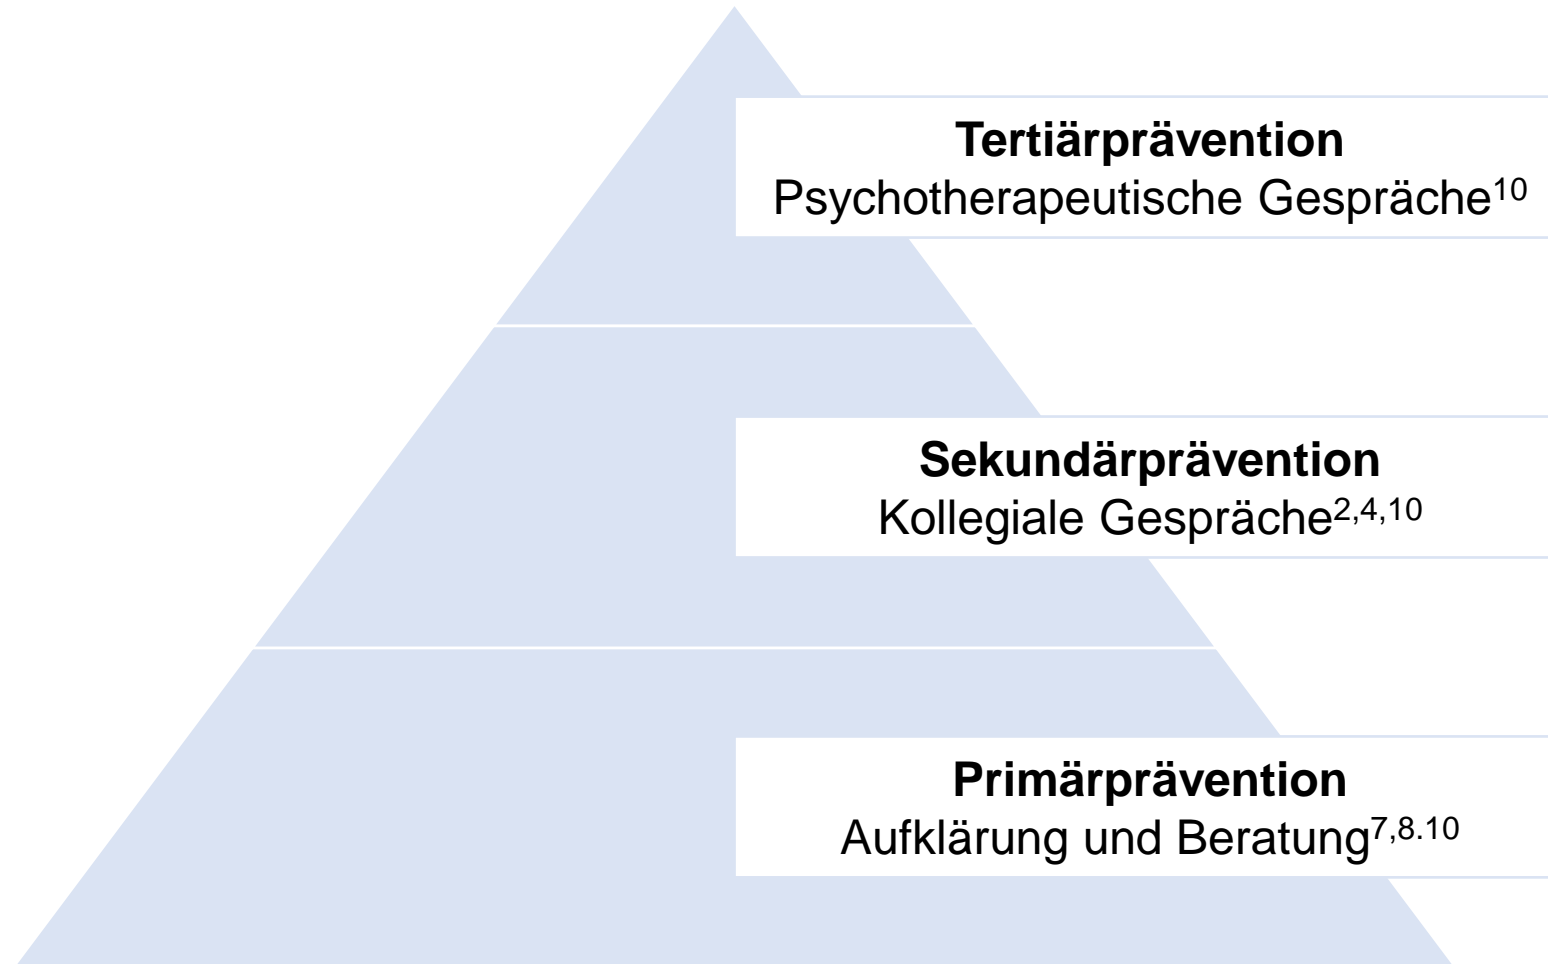 Tertiärprävention
Psychotherapeutische Gespräche¹⁰
Sekundärprävention
Kollegiale Gespräche²,⁴,¹⁰
Primärprävention
Aufklärung und Beratung⁷,⁸.¹⁰